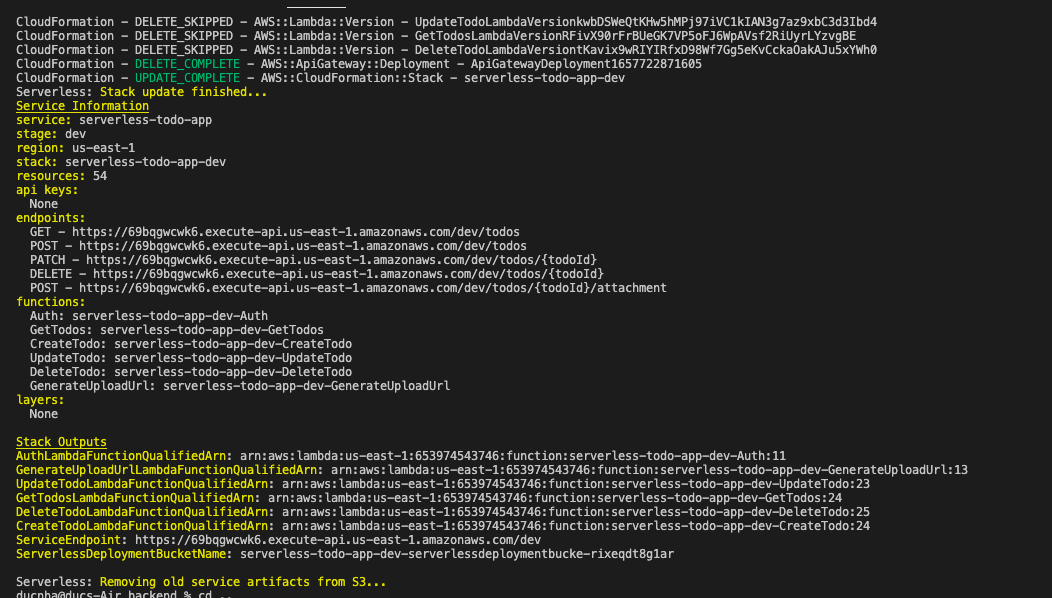 CloudFormation – DELETE_SKIPPED – AWS::Lambda::Version – UpdateTodoLambdaVersionkwbDSWeQtKHw5hMPj97iVC1kIAN3g7az9xbC3d3Ibd4
CloudFormation – DELETE_SKIPPED – AWS::Lambda::Version – GetTodosLambdaVersionRFivX90rFrBUeGK7VP5oFJ6WpAVsf2RiUyrLYzvgBE
CloudFormation – DELETE_SKIPPED – AWS::Lambda::Version – DeleteTodoLambdaVersiontKavix9wRIYIRfxD98Wf7Gg5eKvCckaOakAJu5xYWh0
CloudFormation – DELETE_COMPLETE – AWS::ApiGateway::Deployment – ApiGatewayDeployment1657722871605
CloudFormation – UPDATE_COMPLETE – AWS::CloudFormation::Stack – serverless-todo-app-dev
Serverless: Stack update finished...
Service Information
service: serverless-todo-app
stage: dev
region: us-east-1
stack: serverless-todo-app-dev
resources: 54
api keys:
None
endpoints:
GET – https://69bqgwcwk6.execute-api.us-east-1.amazonaws.com/dev/todos
POST – https://69bqgwcwk6.execute-api.us-east-1.amazonaws.com/dev/todos
PATCH – https://69bqgwcwk6.execute-api.us-east-1.amazonaws.com/dev/todos/{todoId}
DELETE – https://69bqgwcwk6.execute-api.us-east-1.amazonaws.com/dev/todos/{todoId}
POST – https://69bqgwcwk6.execute-api.us-east-1.amazonaws.com/dev/todos/{todoId}/attachment
functions:
Auth: serverless-todo-app-dev-Auth
GetTodos: serverless-todo-app-dev-GetTodos
CreateTodo: serverless-todo-app-dev-CreateTodo
UpdateTodo: serverless-todo-app-dev-UpdateTodo
DeleteTodo: serverless-todo-app-dev-DeleteTodo
GenerateUploadUrl: serverless-todo-app-dev-GenerateUploadUrl
layers:
None
Stack Outputs
AuthLambdaFunctionQualifiedArn: arn:aws:lambda:us-east-1:653974543746:function:serverless-todo-app-dev-Auth:11
GenerateUploadUrlLambdaFunctionQualifiedArn: arn:aws:lambda:us-east-1:653974543746:function:serverless-todo-app-dev-GenerateUploadUrl:13
UpdateTodoLambdaFunctionQualifiedArn: arn:aws:lambda:us-east-1:653974543746:function:serverless-todo-app-dev-UpdateTodo:23
GetTodosLambdaFunctionQualifiedArn: arn:aws:lambda:us-east-1:653974543746:function:serverless-todo-app-dev-GetTodos:24
DeleteTodoLambdaFunctionQualifiedArn: arn:aws:lambda:us-east-1:653974543746:function:serverless-todo-app-dev-DeleteTodo:25
CreateTodoLambdaFunctionQualifiedArn: arn:aws:lambda:us-east-1:653974543746:function:serverless-todo-app-dev-CreateTodo:24
ServiceEndpoint: https://69bqgwcwk6.execute-api.us-east-1.amazonaws.com/dev
ServerlessDeploymentBucketName: serverless-todo-app-dev-serverlessdeploymentbucke-rixeqdt8g1ar
Serverless: Removing old service artifacts from S3...
ducpha@ducs-Air backend % cd ..